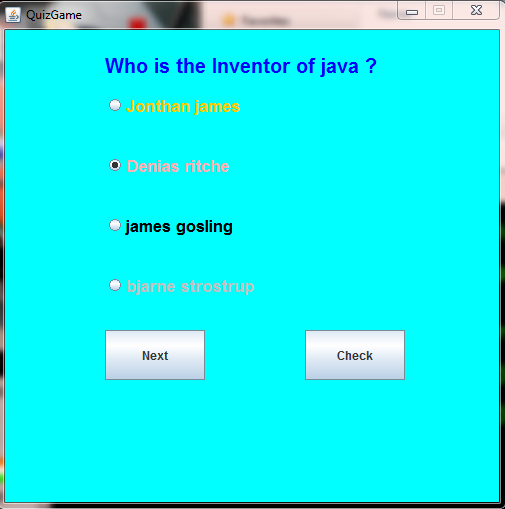 QuizGame
Who is the Inventor of java ?
Jonthan james
Denias ritche
james gosling
bjarne strostrup
Next
Check